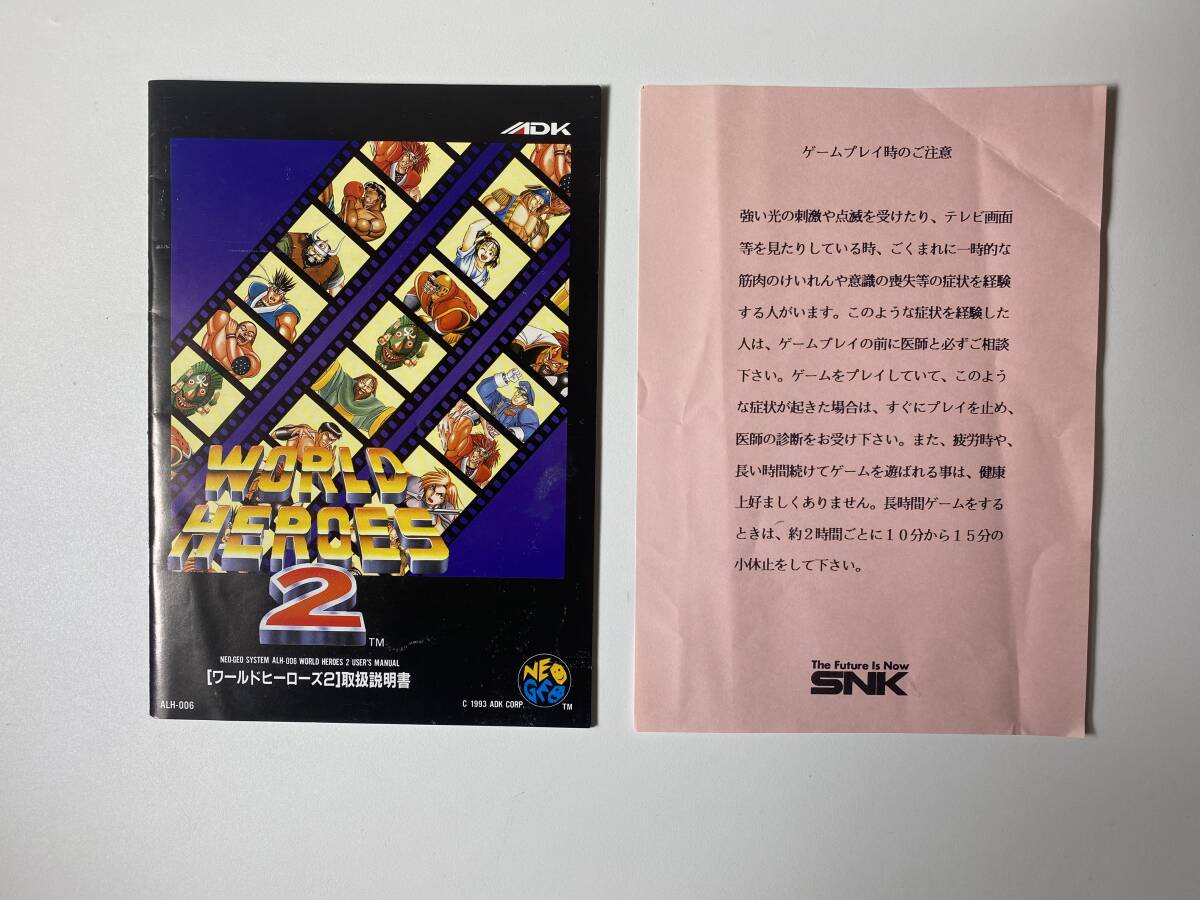 ADK
WORLD
HEROES
2
TM
NEO·GEO SYSTEM ALH-006 WORLD HEROES 2 USER'S MANUAL
[ワールドヒーローズ2]取扱説明書
ALH-006
C 1993 ADK CORP.
NEO
GEO
TM
ゲームプレイ時のご注意
強い光の刺激や点滅を受けたり、テレビ画面
等を見たりしている時、ごくまれに一時的な
筋肉のけいれんや意識の喪失等の症状を経験
する人がいます。このような症状を経験した
人は、ゲームプレイの前に医師と必ずご相談
下さい。ゲームをプレイしていて、このよう
な症状が起きた場合は、すぐにプレイを止め、
医師の診断をお受け下さい。また、疲労時や、
長い時間続けてゲームを遊ばれる事は、健康
上好ましくありません。長時間ゲームをする
ときは、約2時間ごとに10分から15分の
小休止をして下さい。
The Future Is Now
SNK